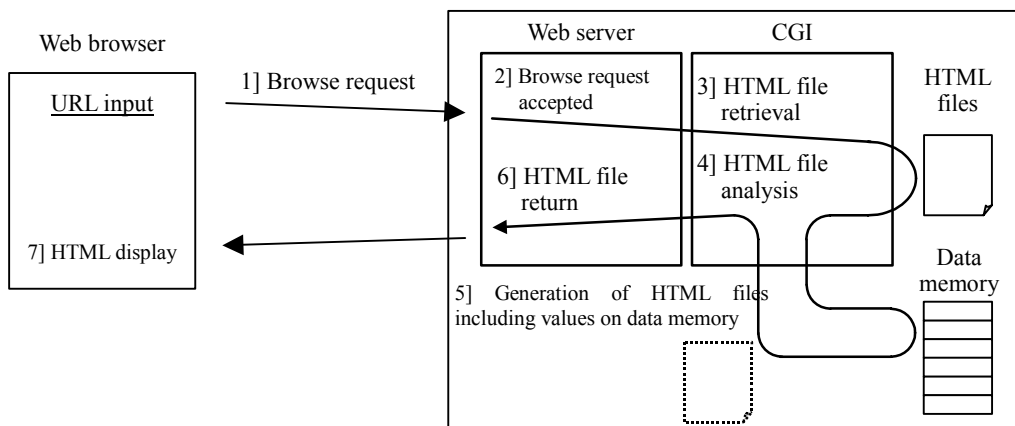 Web browser
URL input
1] Browse request
7] HTML display
Web server
2] Browse request
accepted
6] HTML file
return
CGI
3] HTML file
retrieval
4] HTML file
analysis
5] Generation of HTML files
including values on data memory
HTML
files
Data
memory